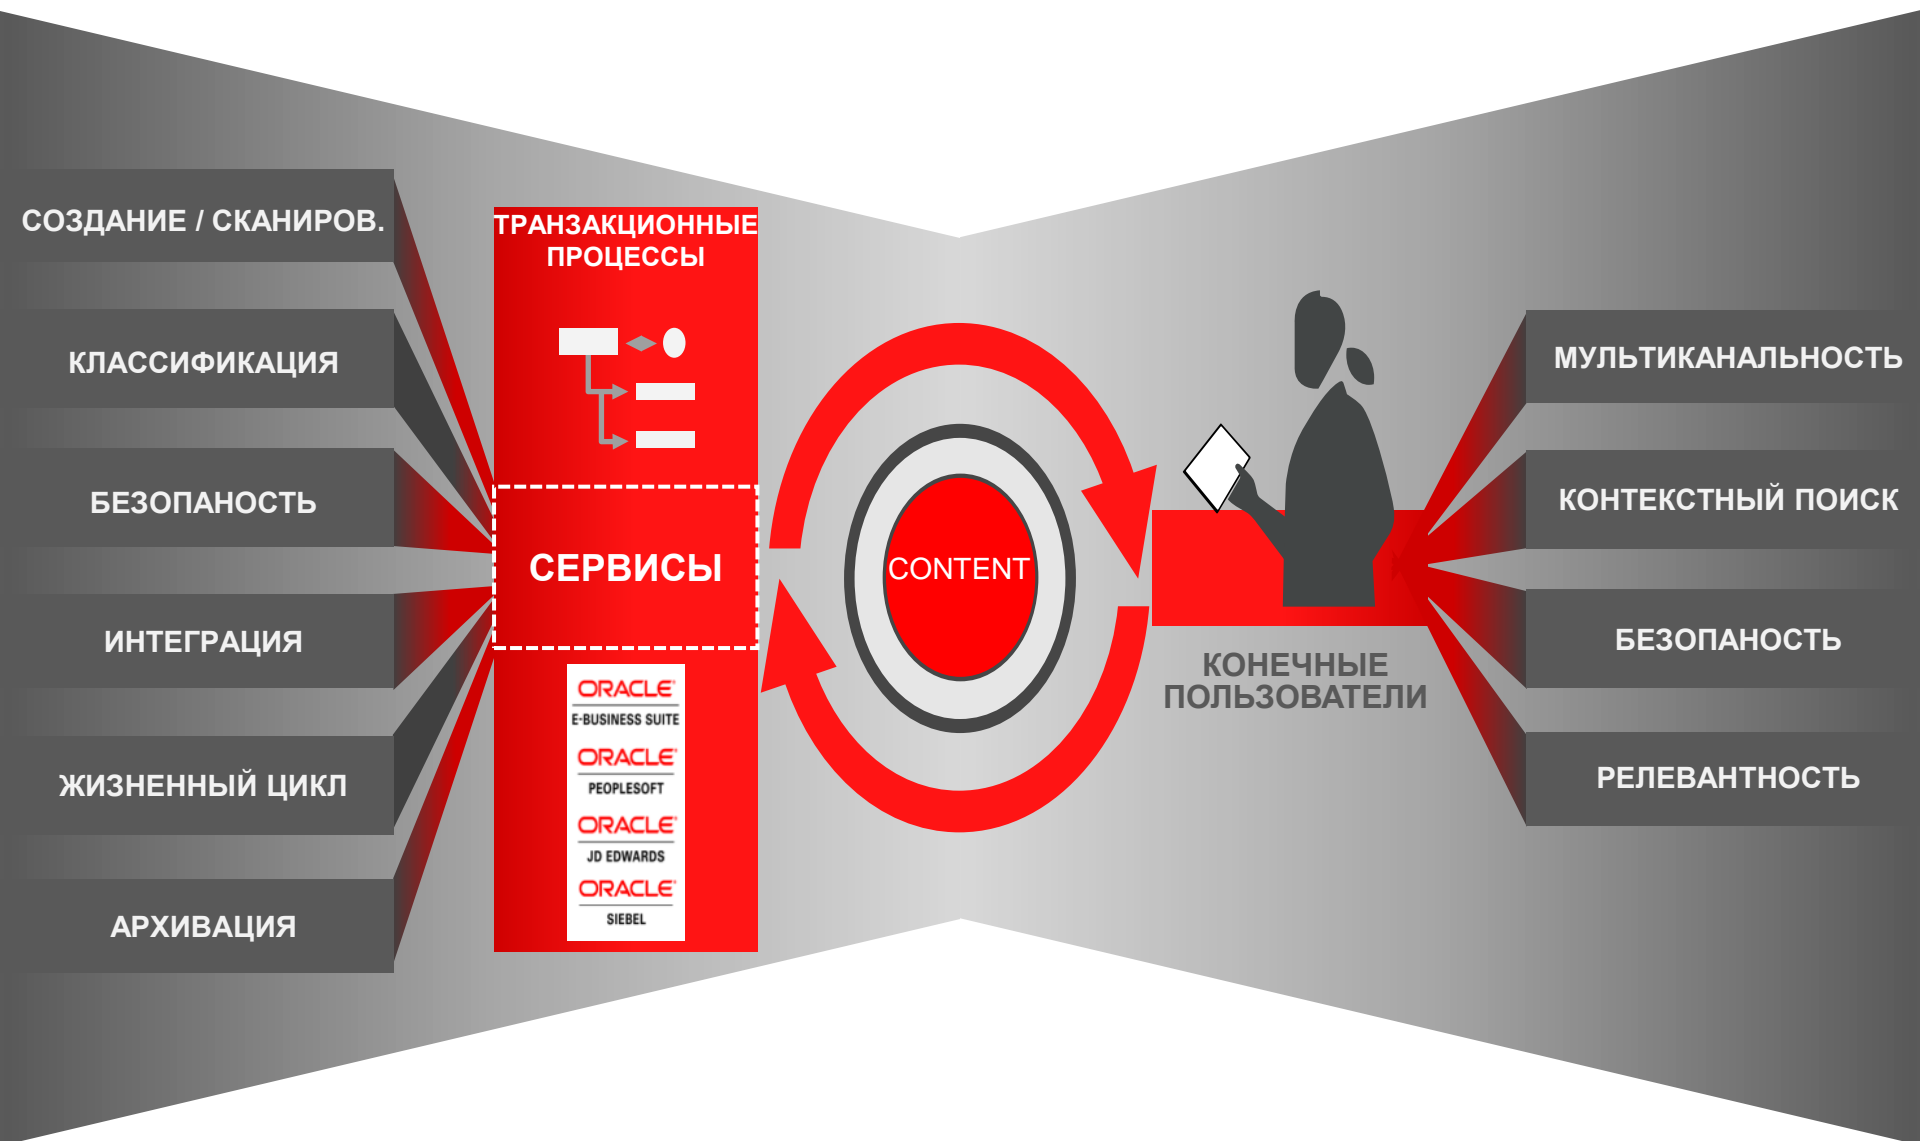 СОЗДАНИЕ / СКАНИРОВ.
КЛАССИФИКАЦИЯ
БЕЗОПАНОСТЬ
ИНТЕГРАЦИЯ
ЖИЗНЕННЫЙ ЦИКЛ
АРХИВАЦИЯ
ТРАНЗАКЦИОННЫЕ
ПРОЦЕССЫ
СЕРВИСЫ
ORACLE
E-BUSINESS SUITE
ORACLE
PEOPLESOFT
ORACLE
JD EDWARDS
ORACLE
SIEBEL
CONTENT
КОНЕЧНЫЕ
ПОЛЬЗОВАТЕЛИ
МУЛЬТИКАНАЛЬНОСТЬ
КОНТЕКСТНЫЙ ПОИСК
БЕЗОПАНОСТЬ
РЕЛЕВАНТНОСТЬ